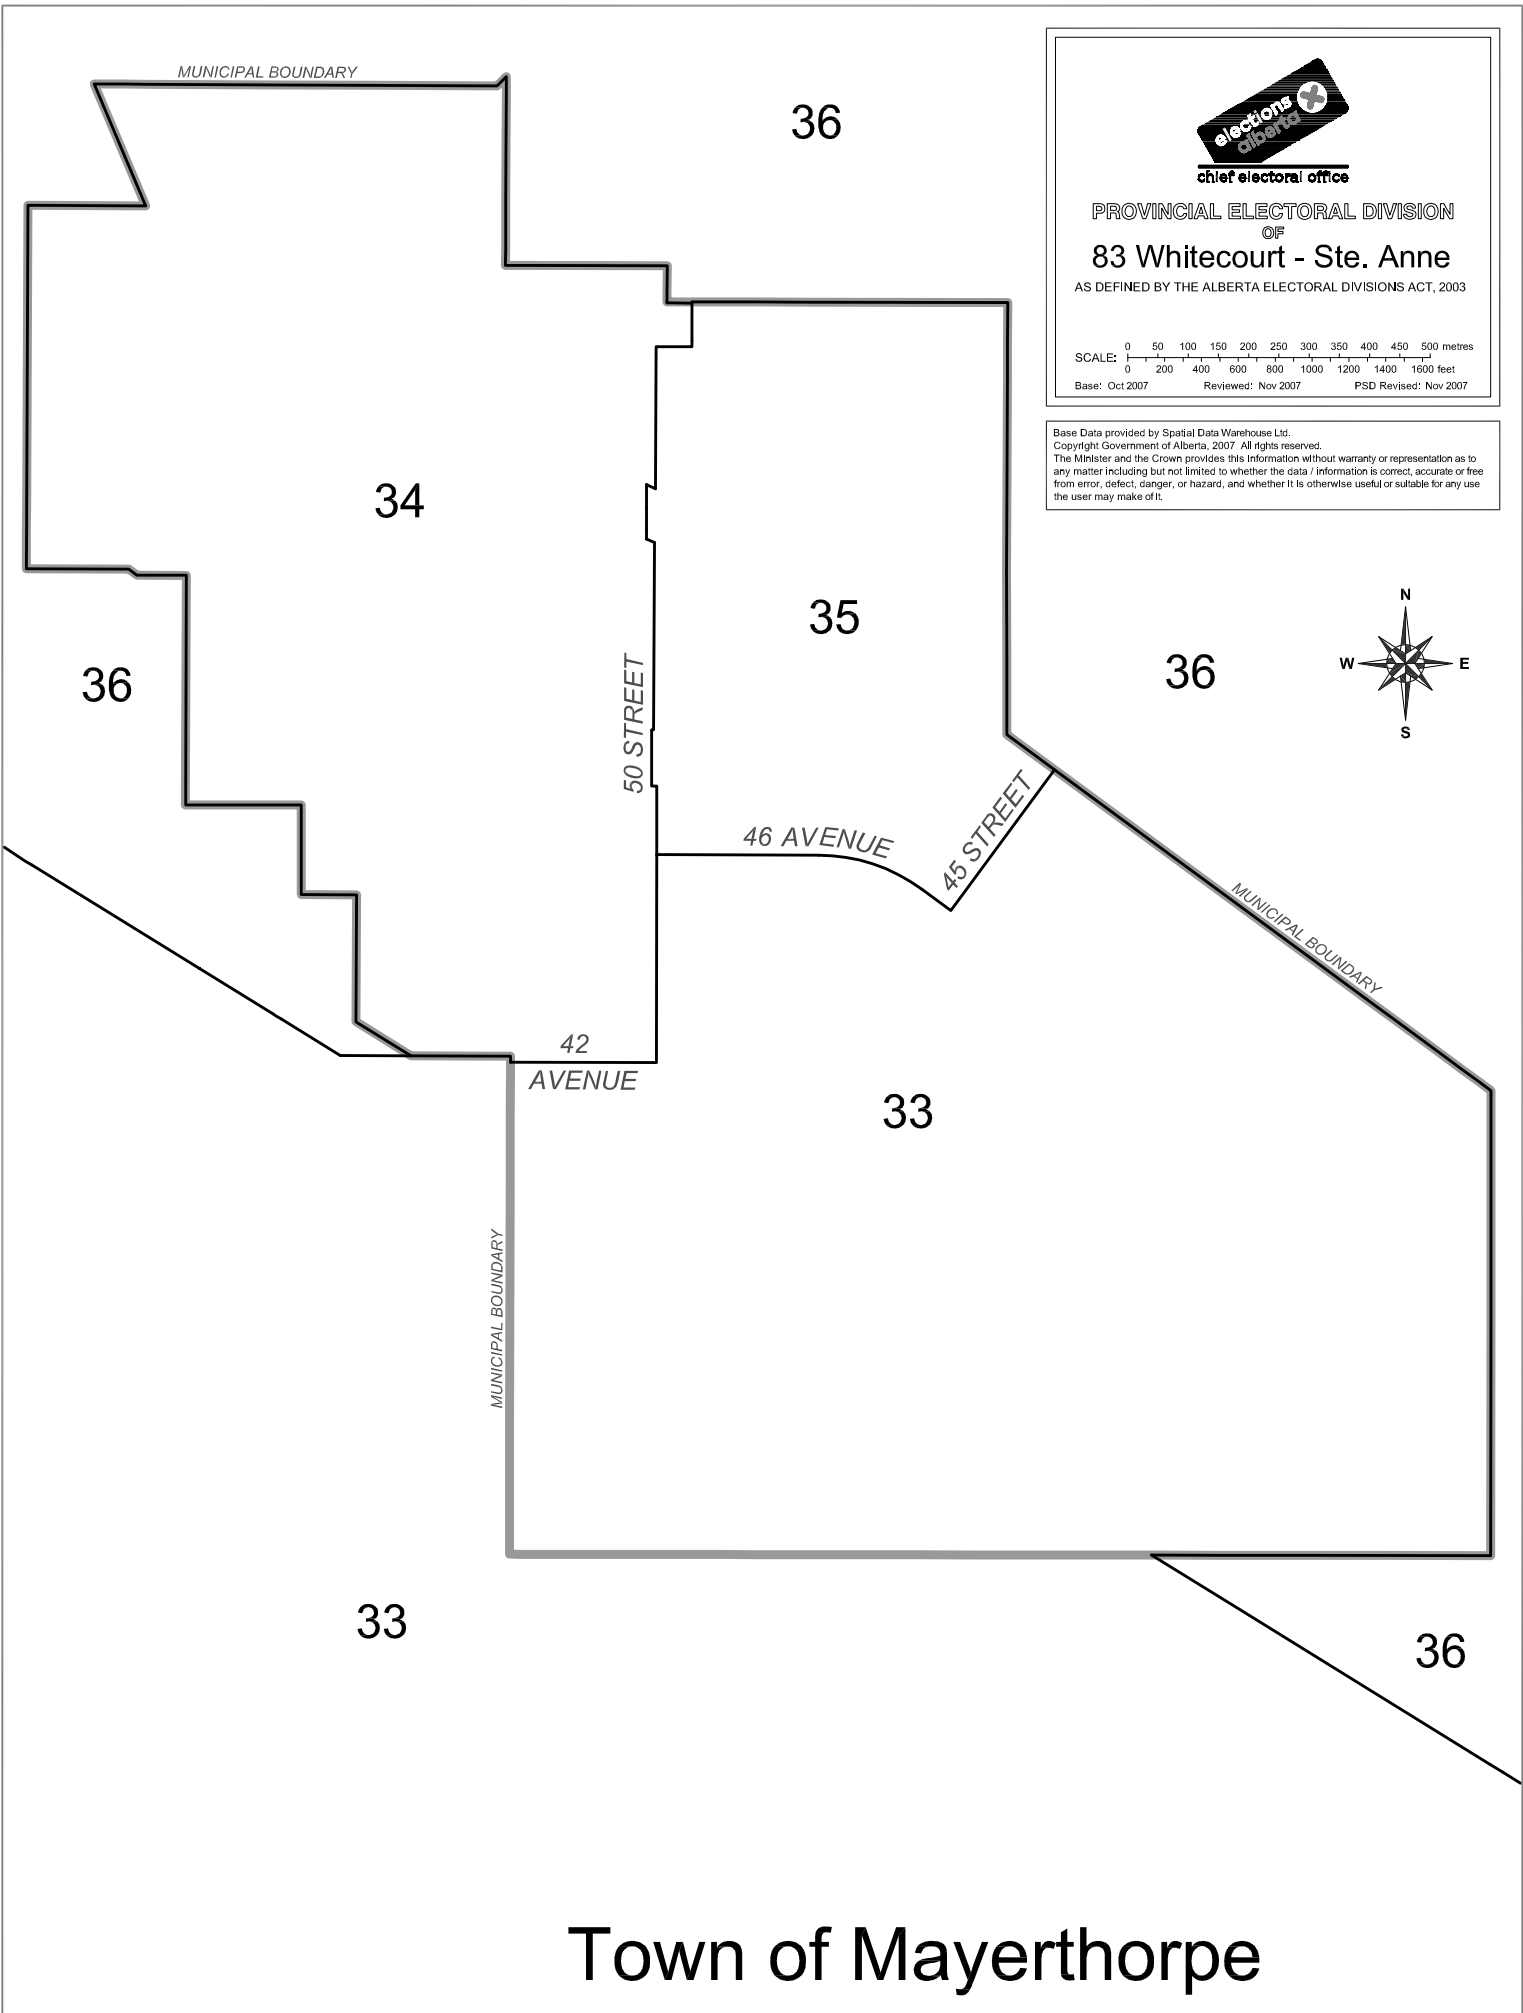 MUNICIPAL BOUNDARY
36
elections
alberta
chief electoral office
PROVINCIAL ELECTORAL DIVISION
OF
83 Whitecourt - Ste. Anne
AS DEFINED BY THE ALBERTA ELECTORAL DIVISIONS ACT, 2003
0 50 100 150 200 250 300 350 400 450 500 metres
SCALE:
0 200 400 600 800 1000 1200 1400 1600 feet
Base: Oct 2007 Reviewed: Nov 2007 PSD Revised: Nov 2007
Base Data provided by Spatial Data Warehouse Ltd.
Copyright Government of Alberta, 2007 All rights reserved.
The Minister and the Crown provides this information without warranty or representation as to
any matter including but not limited to whether the data / information is correct, accurate or free
from error, defect, danger, or hazard, and whether it is otherwise useful or suitable for any use
the user may make of it.
34
35
36
36
N
W E
S
50 STREET
46 AVENUE
45 STREET
MUNICIPAL BOUNDARY
42
AVENUE
33
MUNICIPAL BOUNDARY
33
36
Town of Mayerthorpe